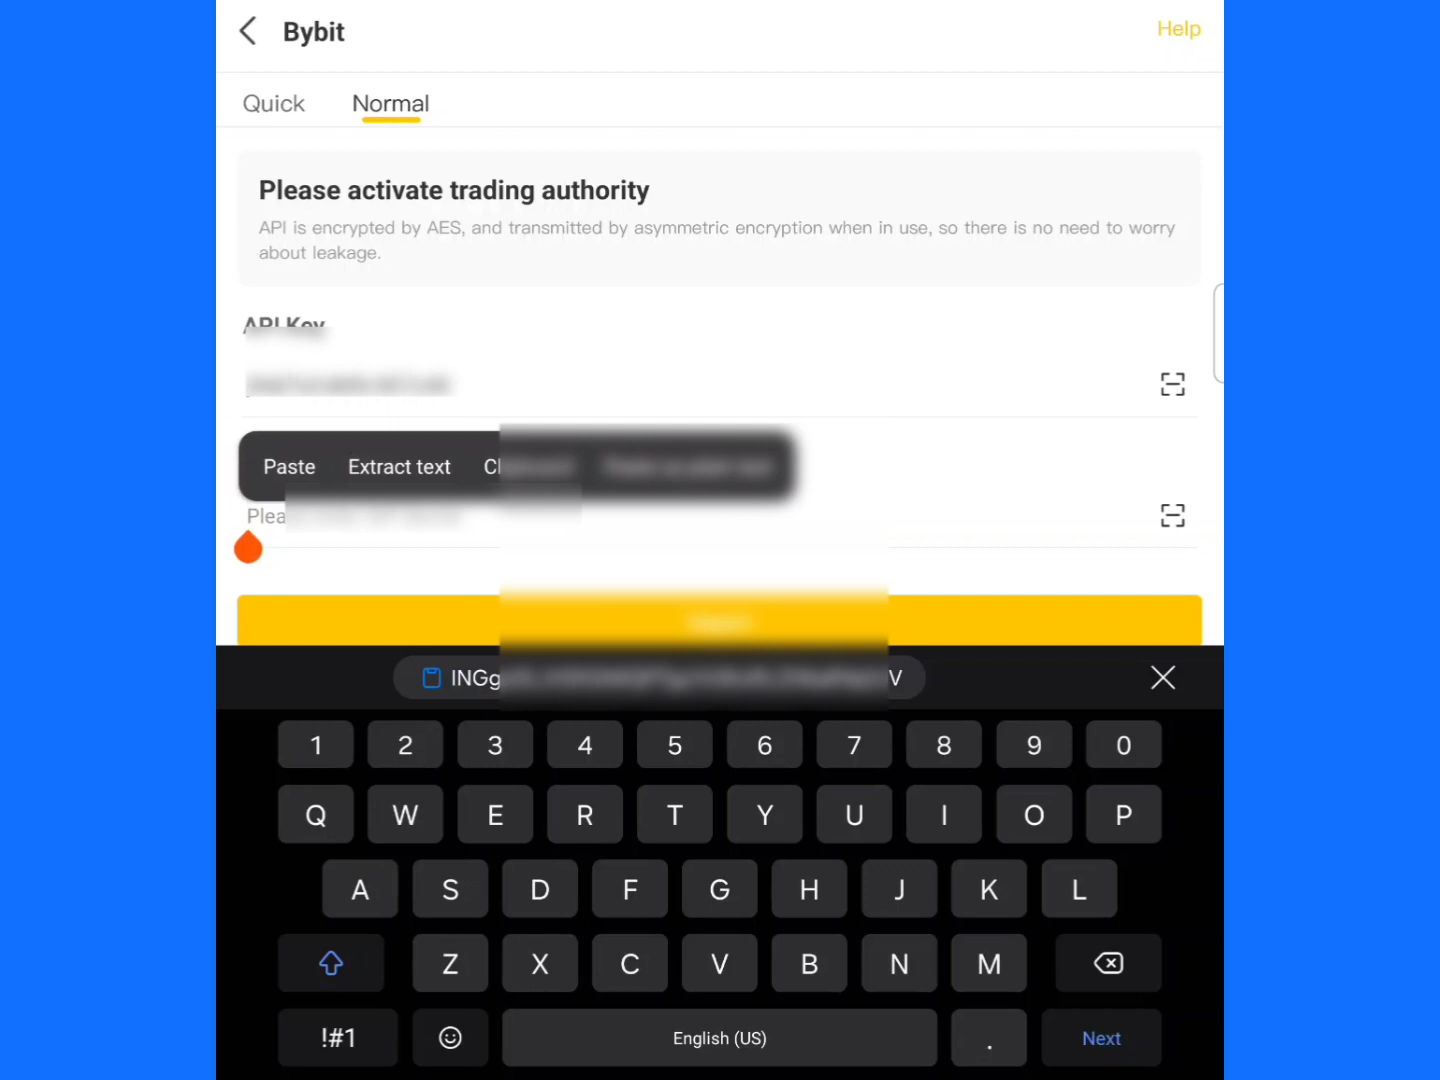 Bybit
Help
Quick
Normal
Please activate trading authority
API is encrypted by AES, and transmitted by asymmetric encryption when in use, so there is no need to worry
about leakage.
API Key
Paste
Extract text
1 2 3 4 5 6 7 8 9 0
Q W E R T Y U I O P
A S D F G H J K L
Z X C V B N M
!#1
English (US)
.
Next